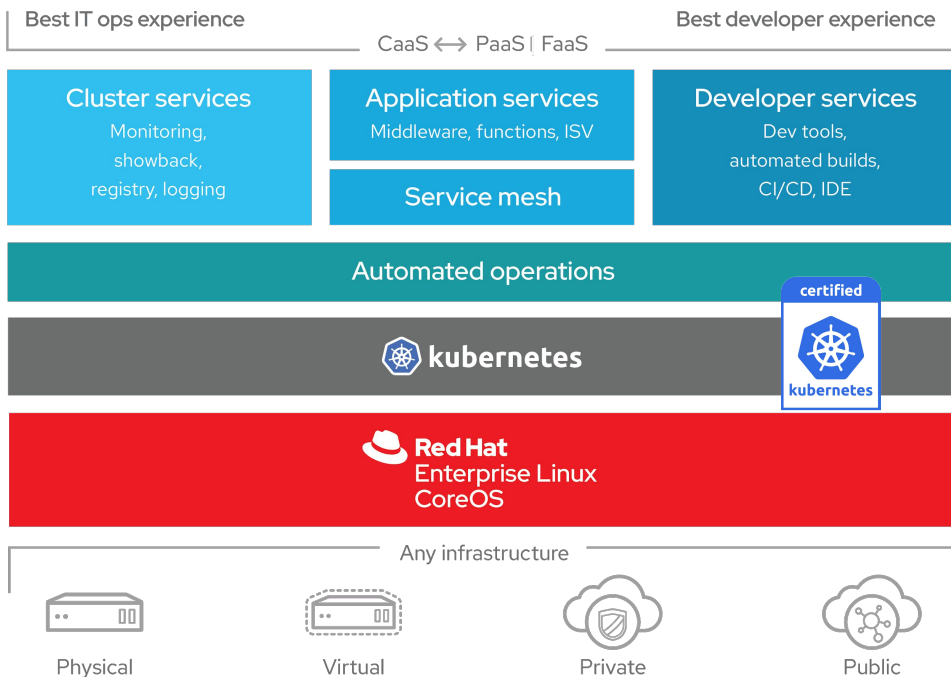 Best IT ops experience
Best developer experience
CaaS ↔ PaaS | FaaS
Cluster services
Monitoring,
showback,
registry, logging
Application services
Middleware, functions, ISV
Service mesh
Developer services
Dev tools,
automated builds,
CI/CD, IDE
Automated operations
certified
kubernetes
kubernetes
Red Hat
Enterprise Linux
CoreOS
Any infrastructure
Physical
Virtual
Private
Public